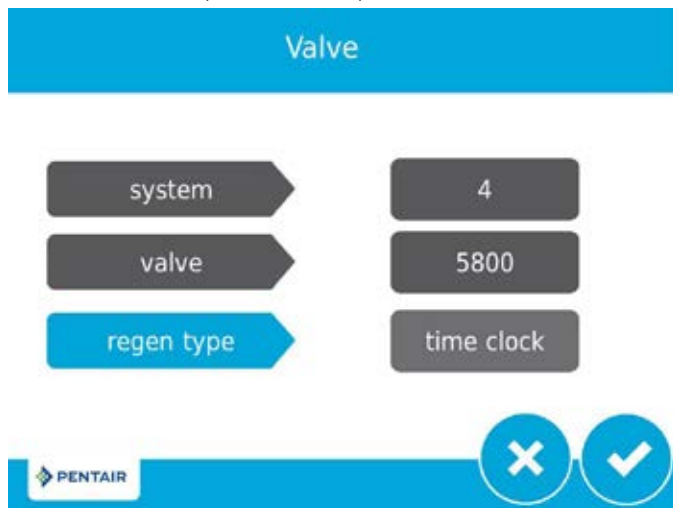 Valve
system 4
valve 5800
regen type time clock
PENTAIR